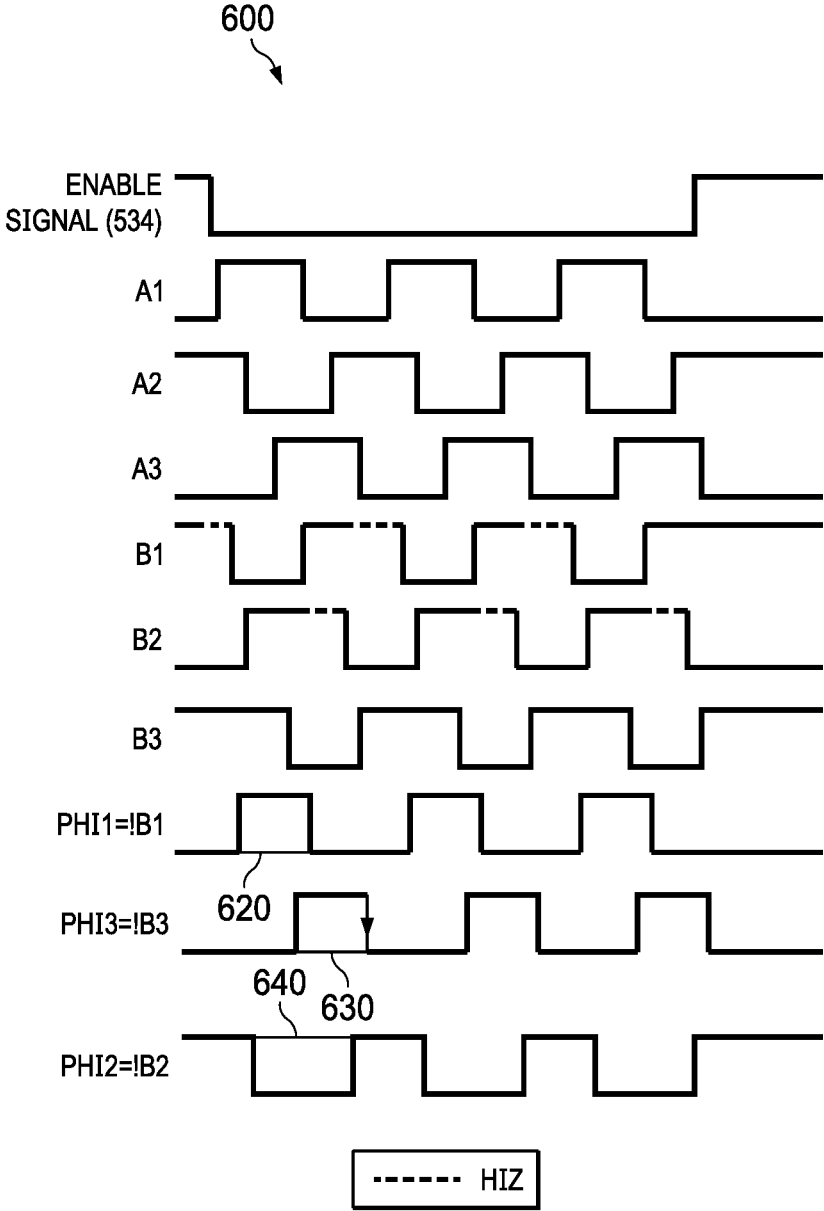 600
ENABLE
SIGNAL (534)
A1
A2
A3
B1
B2
B3
PHI1=!B1
620
PHI3=!B3
630
640
PHI2=!B2
HIZ